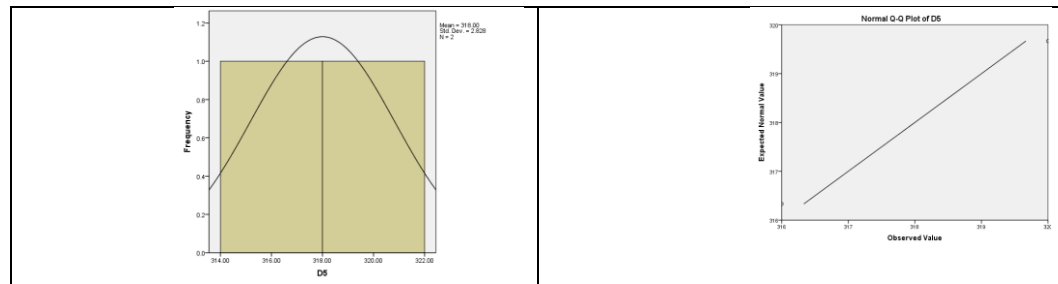 Mean = 318.00
Std. Dev. = 2.828
N = 2
1.2
1.0
0.8
0.6
0.4
0.2
0.0
Frequency
314.00 316.00 318.00 320.00 322.00
D5
Normal Q-Q Plot of D5
320
319
318
317
316
Expected Normal Value
316 317 318 319 320
Observed Value